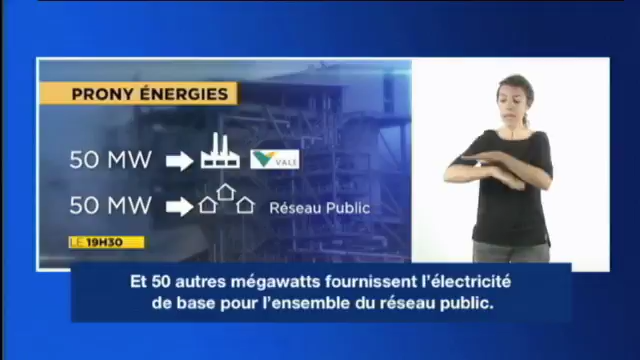 PRONY ÉNERGIES
50 MW
VALE
50 MW
Réseau Public
LE 19H30
Et 50 autres mégawatts fournissent l'électricité
de base pour l'ensemble du réseau public.